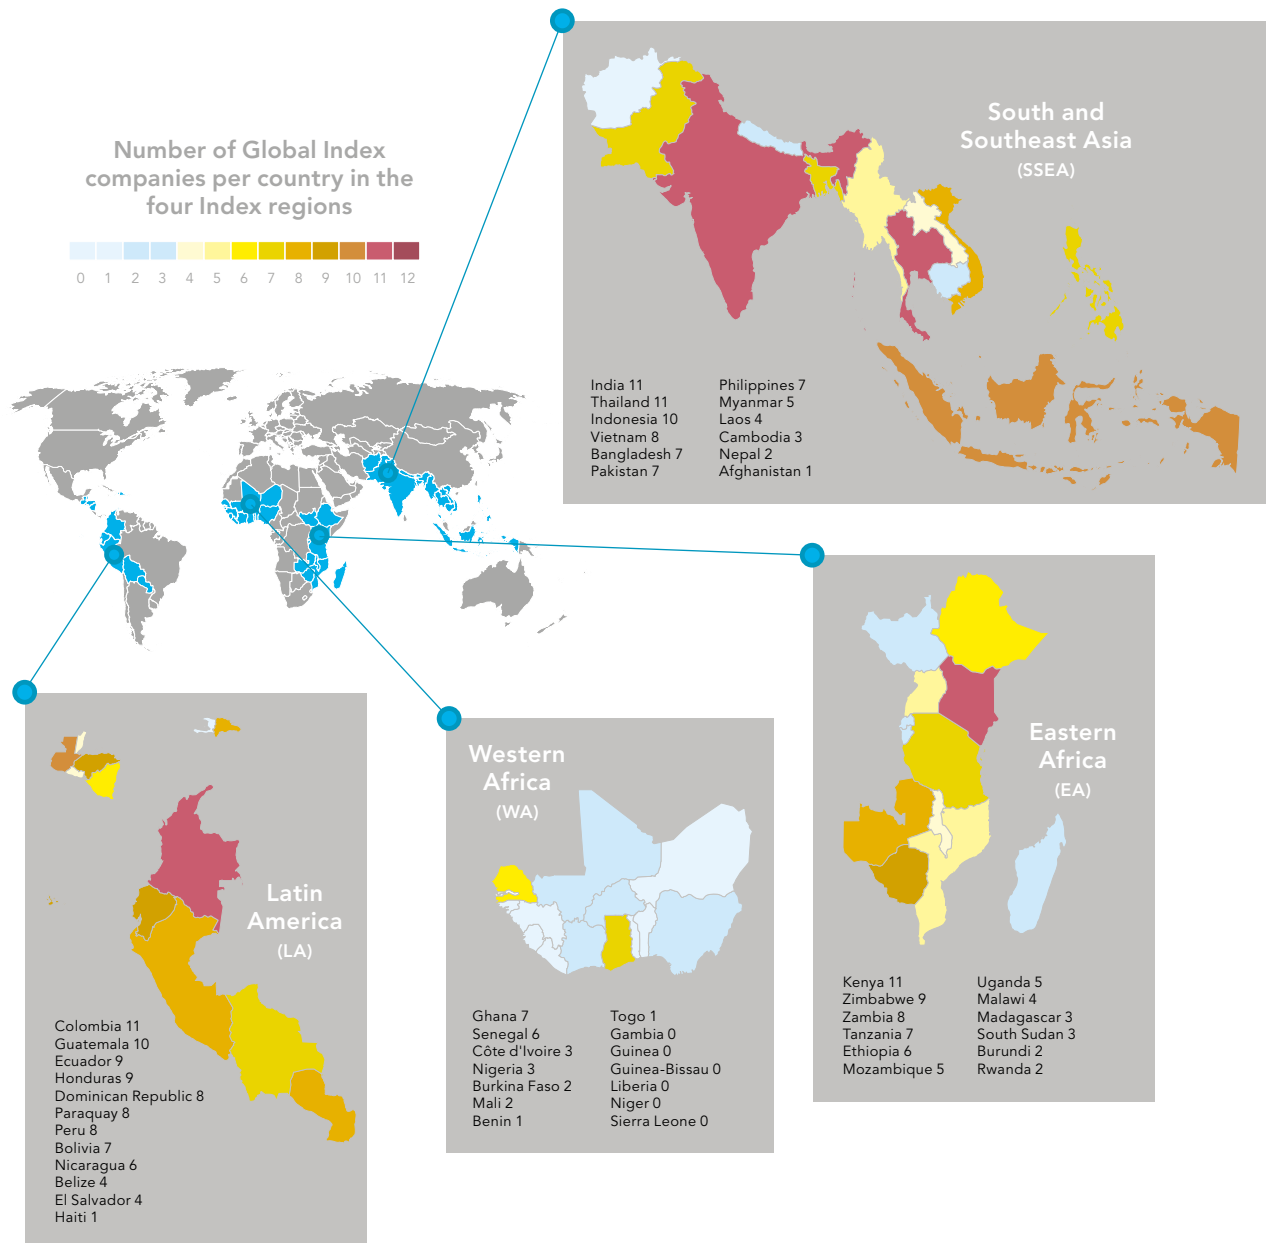 Number of Global Index
companies per country in the
four Index regions
0 1 2 3 4 5 6 7 8 9 10 11 12
South and
Southeast Asia
(SSEA)
India 11
Thailand 11
Indonesia 10
Vietnam 8
Bangladesh 7
Pakistan 7
Philippines 7
Myanmar 5
Laos 4
Cambodia 3
Nepal 2
Afghanistan 1
Eastern
Africa
(EA)
Kenya 11
Zimbabwe 9
Zambia 8
Tanzania 7
Ethiopia 6
Mozambique 5
Uganda 5
Malawi 4
Madagascar 3
South Sudan 3
Burundi 2
Rwanda 2
Western
Africa
(WA)
Ghana 7
Senegal 6
Côte d'Ivoire 3
Nigeria 3
Burkina Faso 2
Mali 2
Benin 1
Togo 1
Gambia 0
Guinea 0
Guinea-Bissau 0
Liberia 0
Niger 0
Sierra Leone 0
Latin
America
(LA)
Colombia 11
Guatemala 10
Ecuador 9
Honduras 9
Dominican Republic 8
Paraquay 8
Peru 8
Bolivia 7
Nicaragua 6
Belize 4
El Salvador 4
Haiti 1